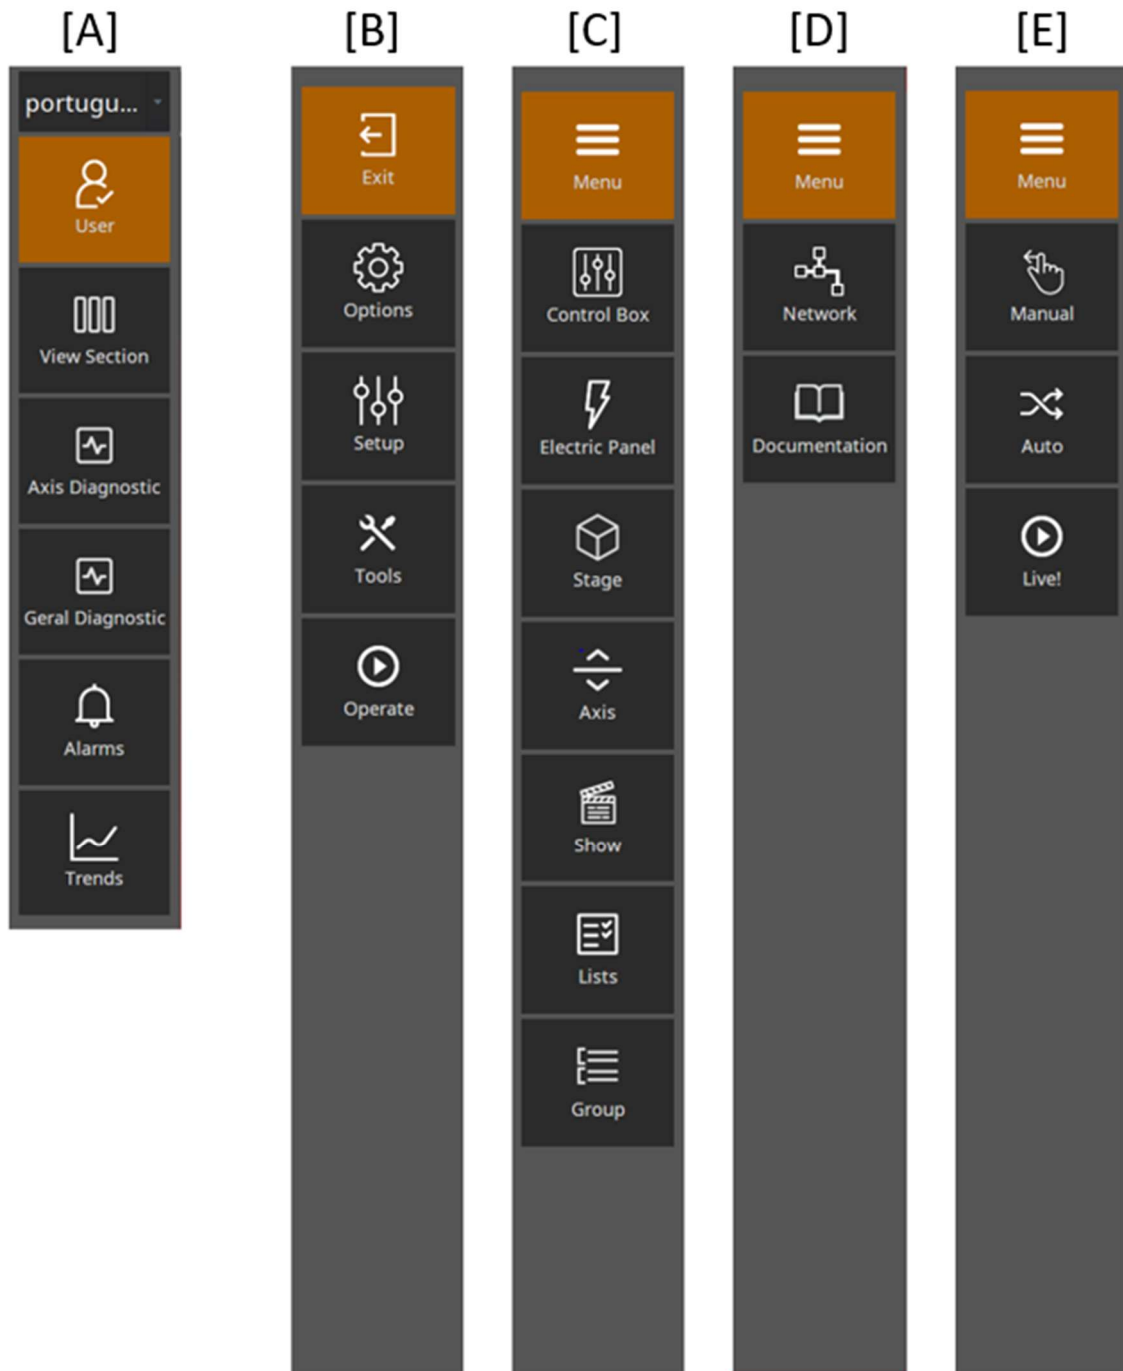 [A]
portugu...
User
View Section
Axis Diagnostic
Geral Diagnostic
Alarms
Trends
[B]
Exit
Options
Setup
Tools
Operate
[C]
Menu
Control Box
Electric Panel
Stage
Axis
Show
Lists
Group
[D]
Menu
Network
Documentation
[E]
Menu
Manual
Auto
Live!